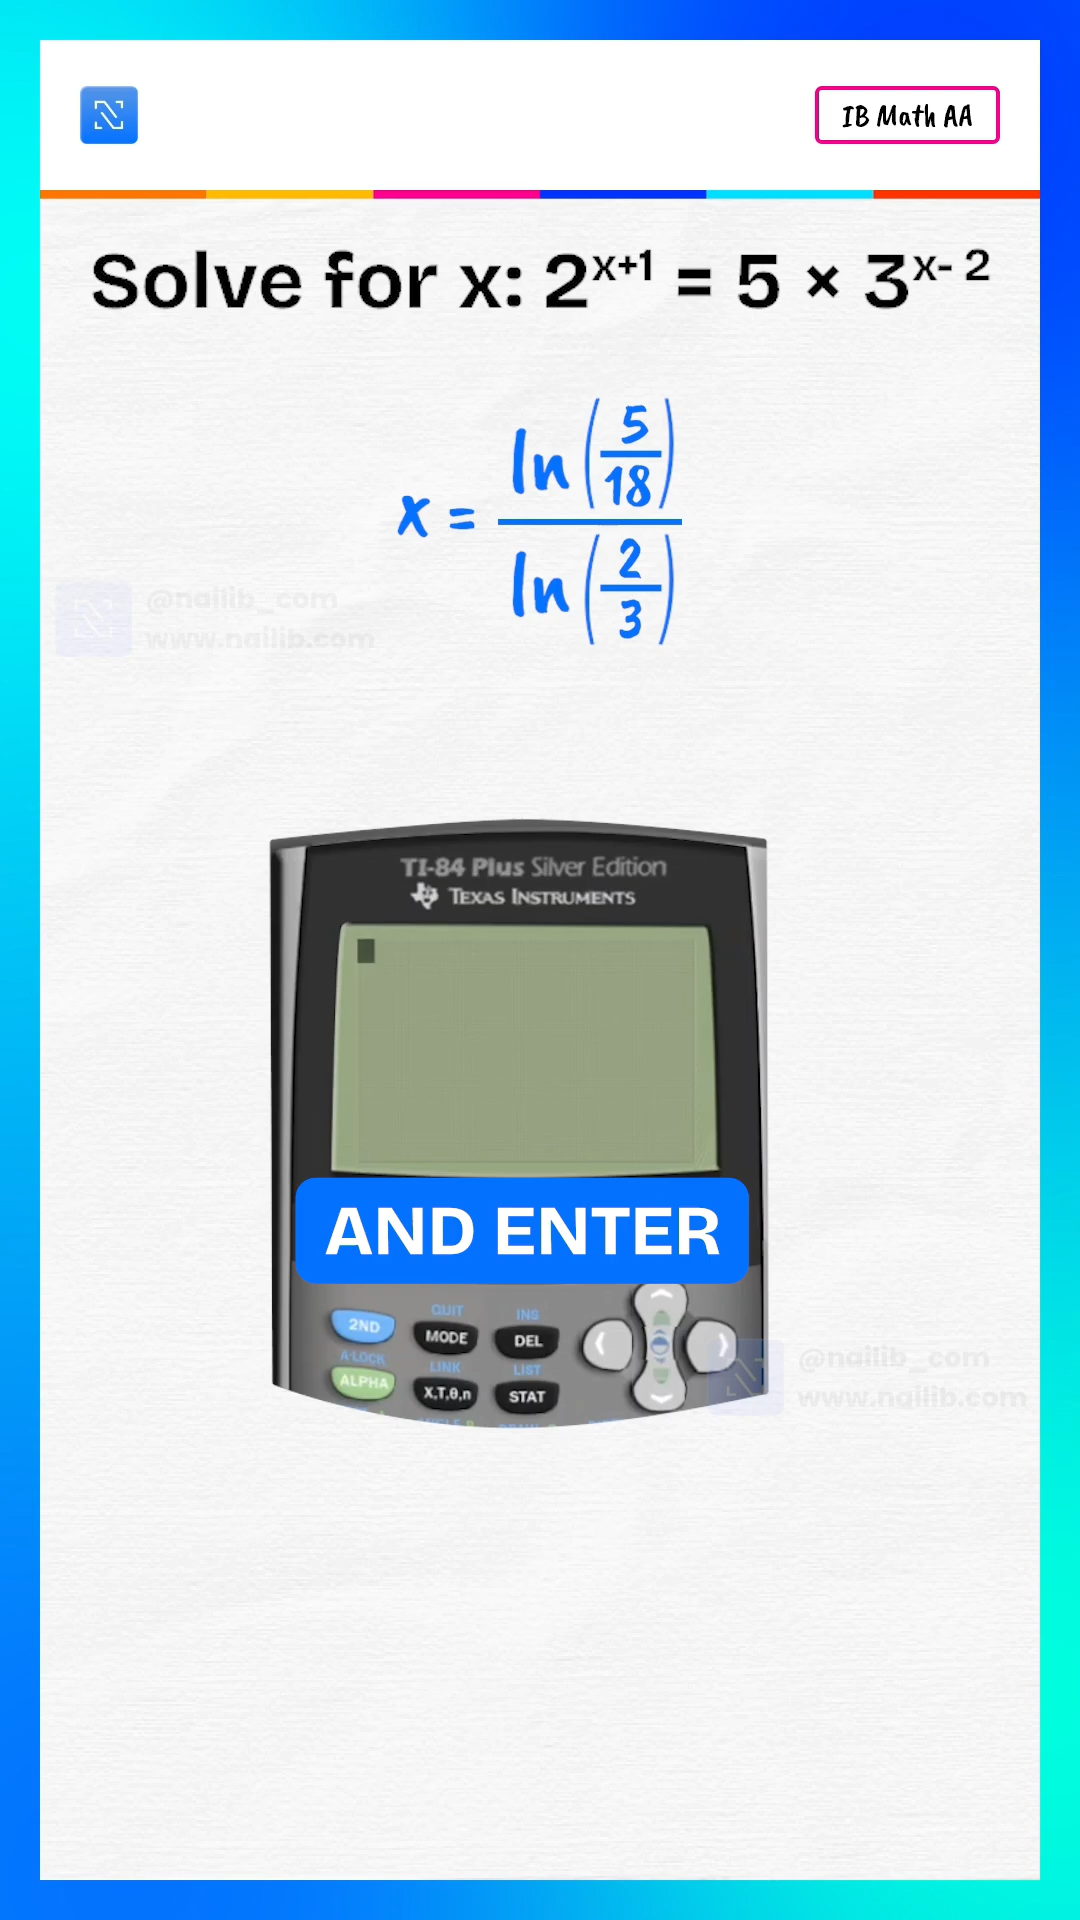 IB Math AA
Solve for x: 2^{x+1} = 5 × 3^{x- 2}
x = ln(5/18) / ln(2/3)
@nailib_com
www.nailib.com
TI-84 Plus Silver Edition
TEXAS INSTRUMENTS
AND ENTER
QUIT INS
2ND MODE DEL
A-LOCK LINK LIST
ALPHA X,T,θ,n STAT
@nailib_com
www.nailib.com